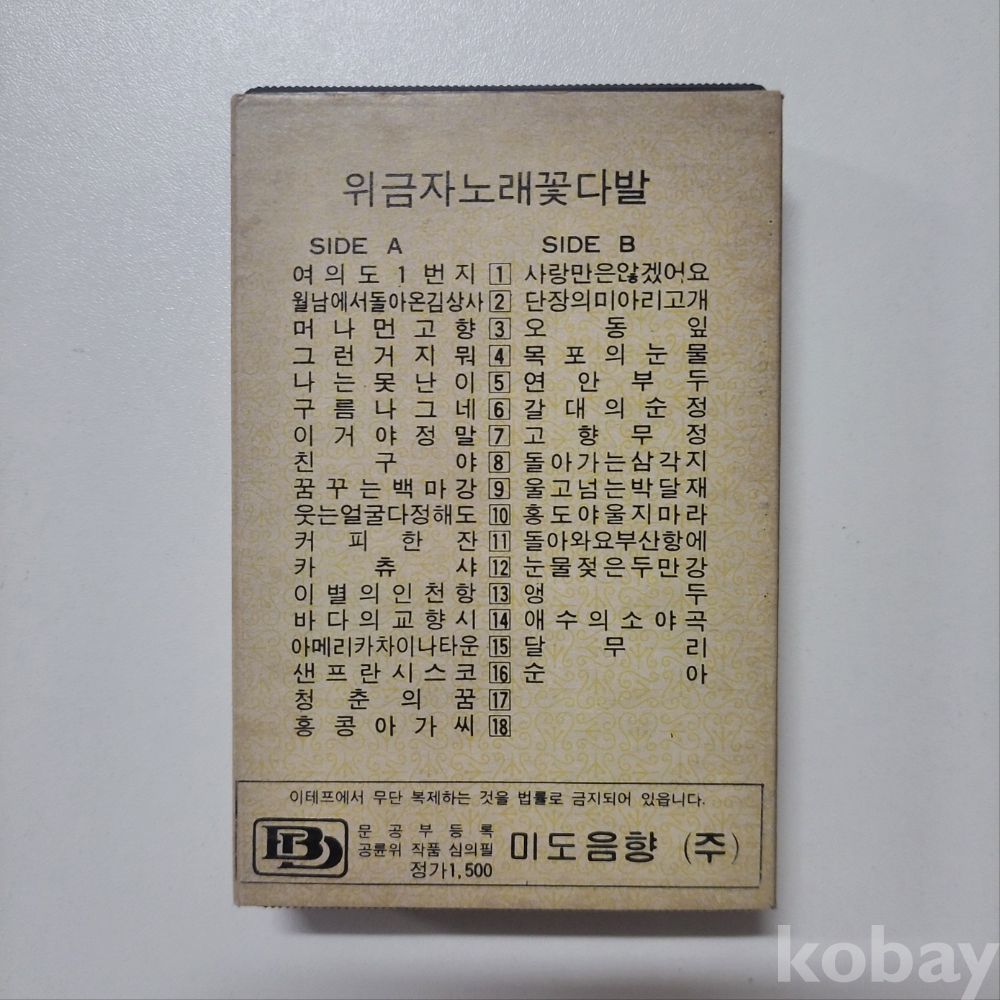 위금자노래꽃다발
SIDE A SIDE B
여의도1번지 1 사랑만은않겠어요
월남에서돌아온김상사 2 단장의미아리고개
머나먼고향 3 오동잎
그런거지뭐 4 목포의눈물
나는못난이 5 연안부두
구름나그네 6 갈대의순정
이거야정말 7 고향무정
친구야 8 돌아가는삼각지
꿈꾸는백마강 9 울고넘는박달재
웃는얼굴다정해도 10 홍도야울지마라
커피한잔 11 돌아와요부산항에
카츄샤 12 눈물젖은두만강
이별의인천항 13 앵두
바다의교향시 14 애수의소야곡
아메리카차이나타운 15 달무리
샌프란시스코 16 순아
청춘의꿈 17
홍콩아가씨 18
이테프에서 무단 복제하는 것을 법률로 금지되어 있읍니다.
문공부등록
공륜위 작품 심의필
정가1,500
미도음향 (주)
kobay